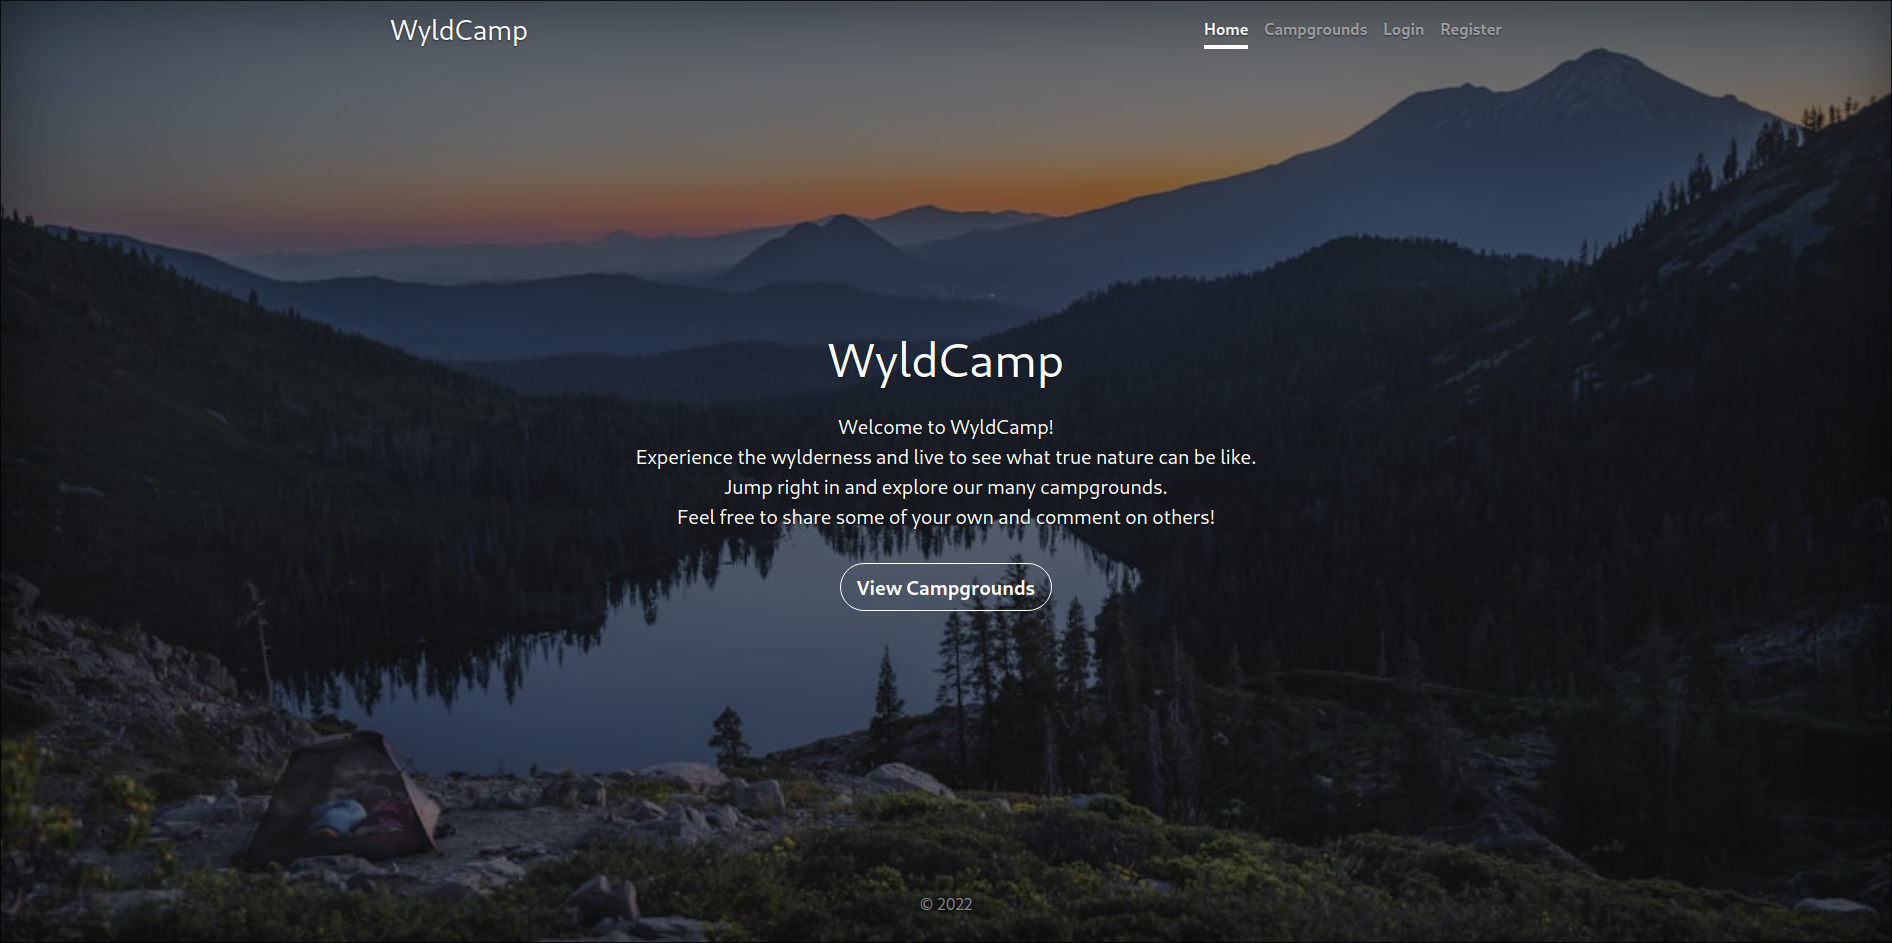 WyldCamp
Home Campgrounds Login Register
WyldCamp
Welcome to WyldCamp!
Experience the wylderness and live to see what true nature can be like.
Jump right in and explore our many campgrounds.
Feel free to share some of your own and comment on others!
View Campgrounds
© 2022